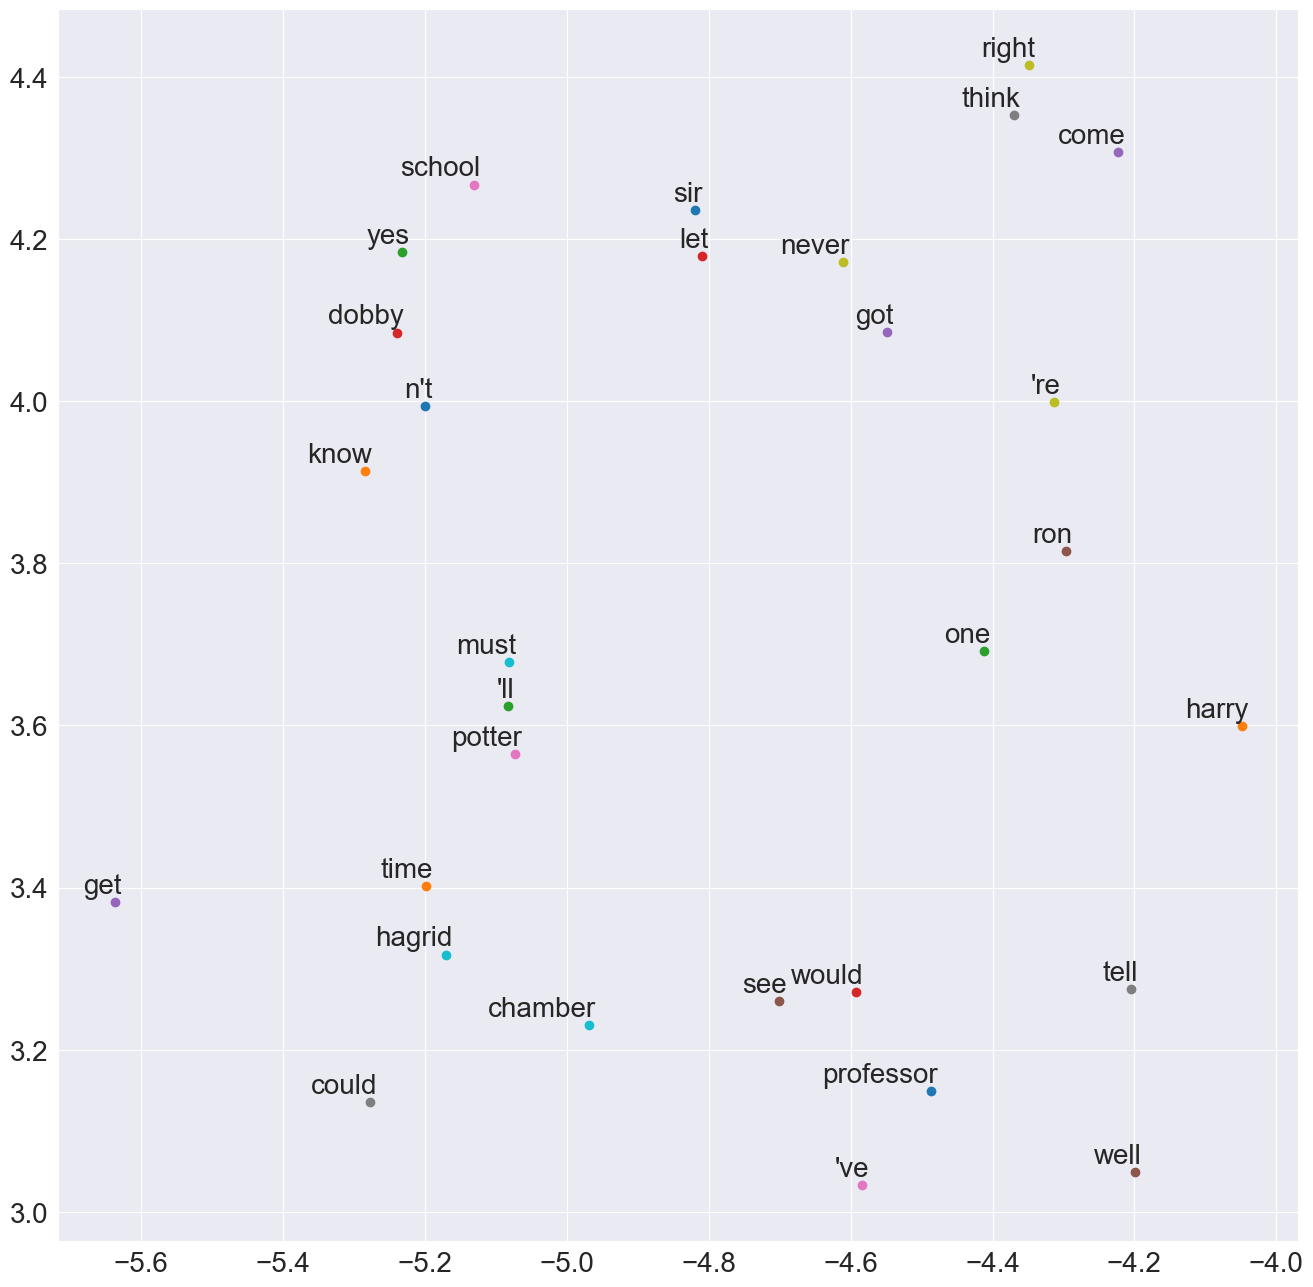 right
4.4
think
come
school
sir
yes
let
never
4.2
dobby
got
n't
're
4.0
know
ron
3.8
must
one
'll
harry
3.6
potter
time
get
3.4
hagrid
tell
see
would
chamber
3.2
could
professor
've
well
3.0
−5.6
−5.4
−5.2
−5.0
−4.8
−4.6
−4.4
−4.2
−4.0